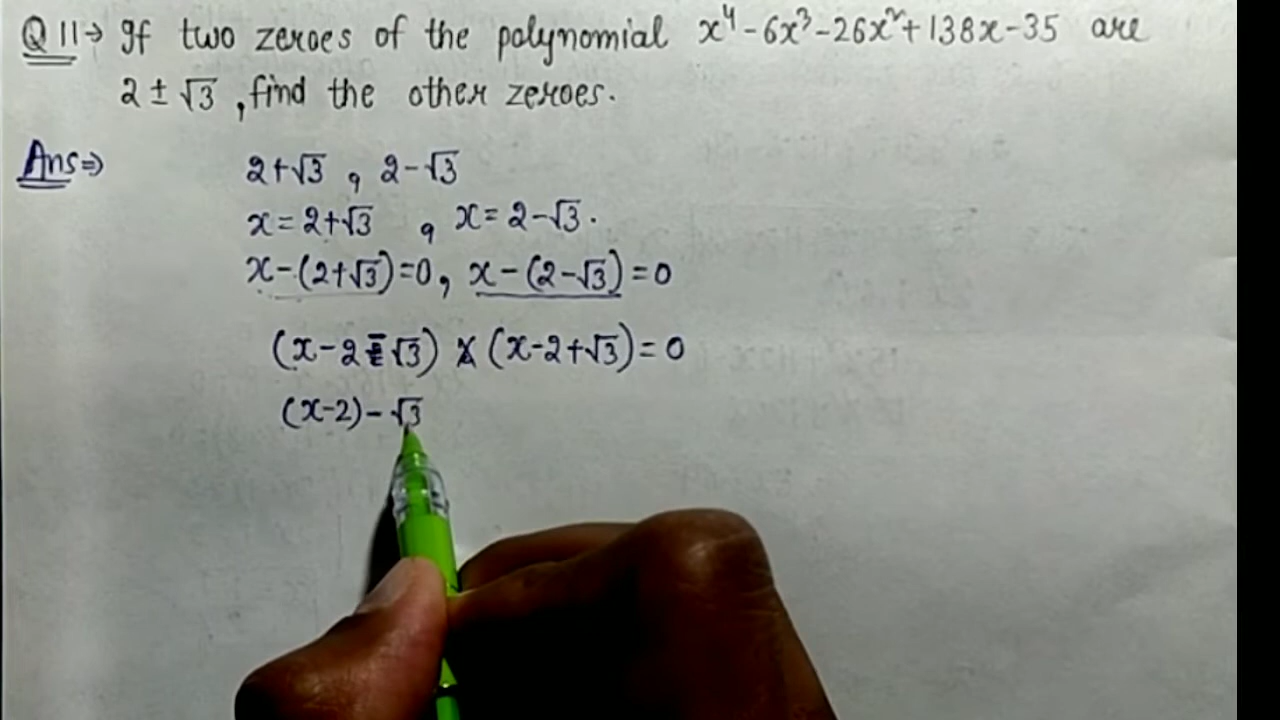 Q 11→ If two zeroes of the polynomial x⁴-6x³-26x²+138x-35 are
2 ± √3 , find the other zeroes.
Ans⇒
2+√3 , 2-√3
x = 2+√3 , x = 2-√3.
x-(2+√3)=0, x-(2-√3)=0
(x-2-√3) × (x-2+√3)=0
(x-2)-√3